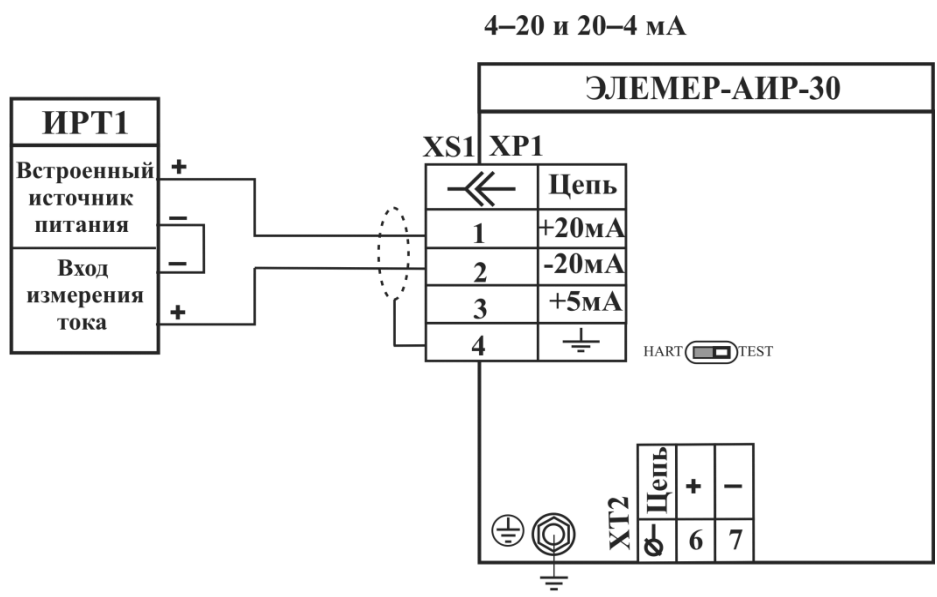 4–20 и 20–4 мА
ЭЛЕМЕР-АИР-30
ИРТ1
XS1 XP1
Встроенный
источник
питания
+
–
Вход
измерения
тока
–
+
Цепь
1 +20мА
2 -20мА
3 +5мА
4
HART TEST
XT2
Цепь + –
6 7